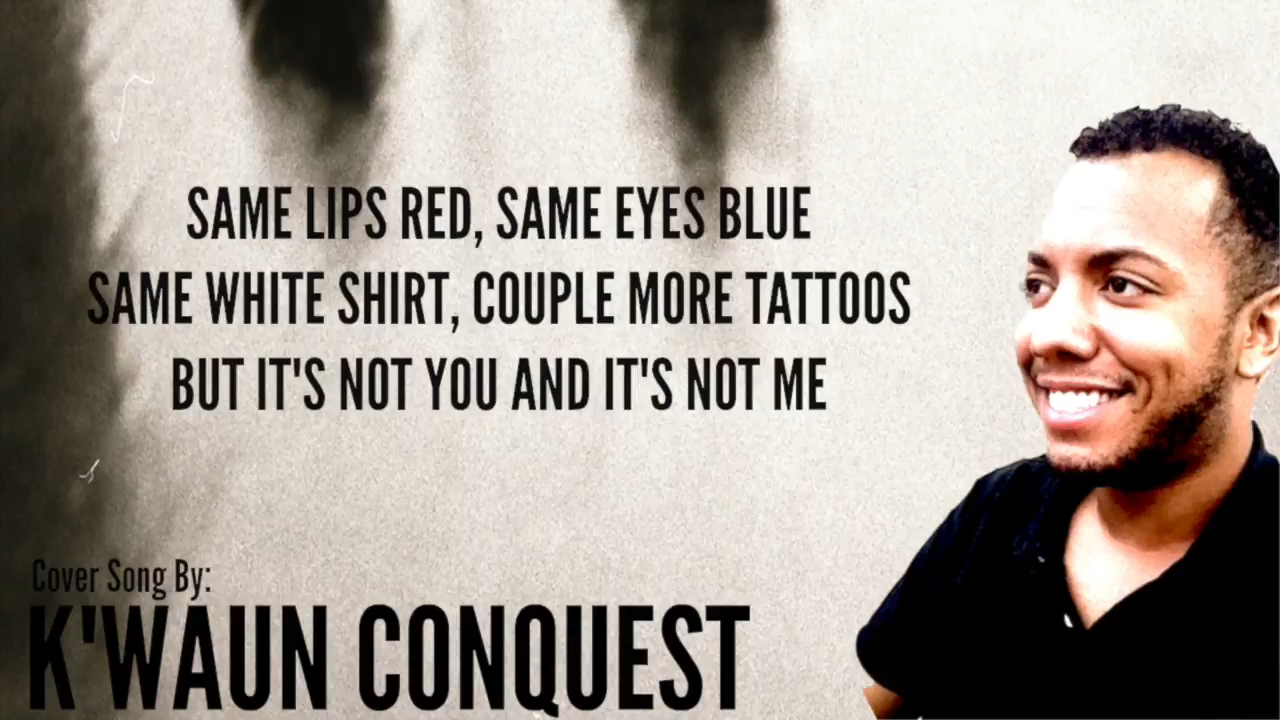 SAME LIPS RED, SAME EYES BLUE
SAME WHITE SHIRT, COUPLE MORE TATTOOS
BUT IT'S NOT YOU AND IT'S NOT ME
Cover Song By:
K'WAUN CONQUEST